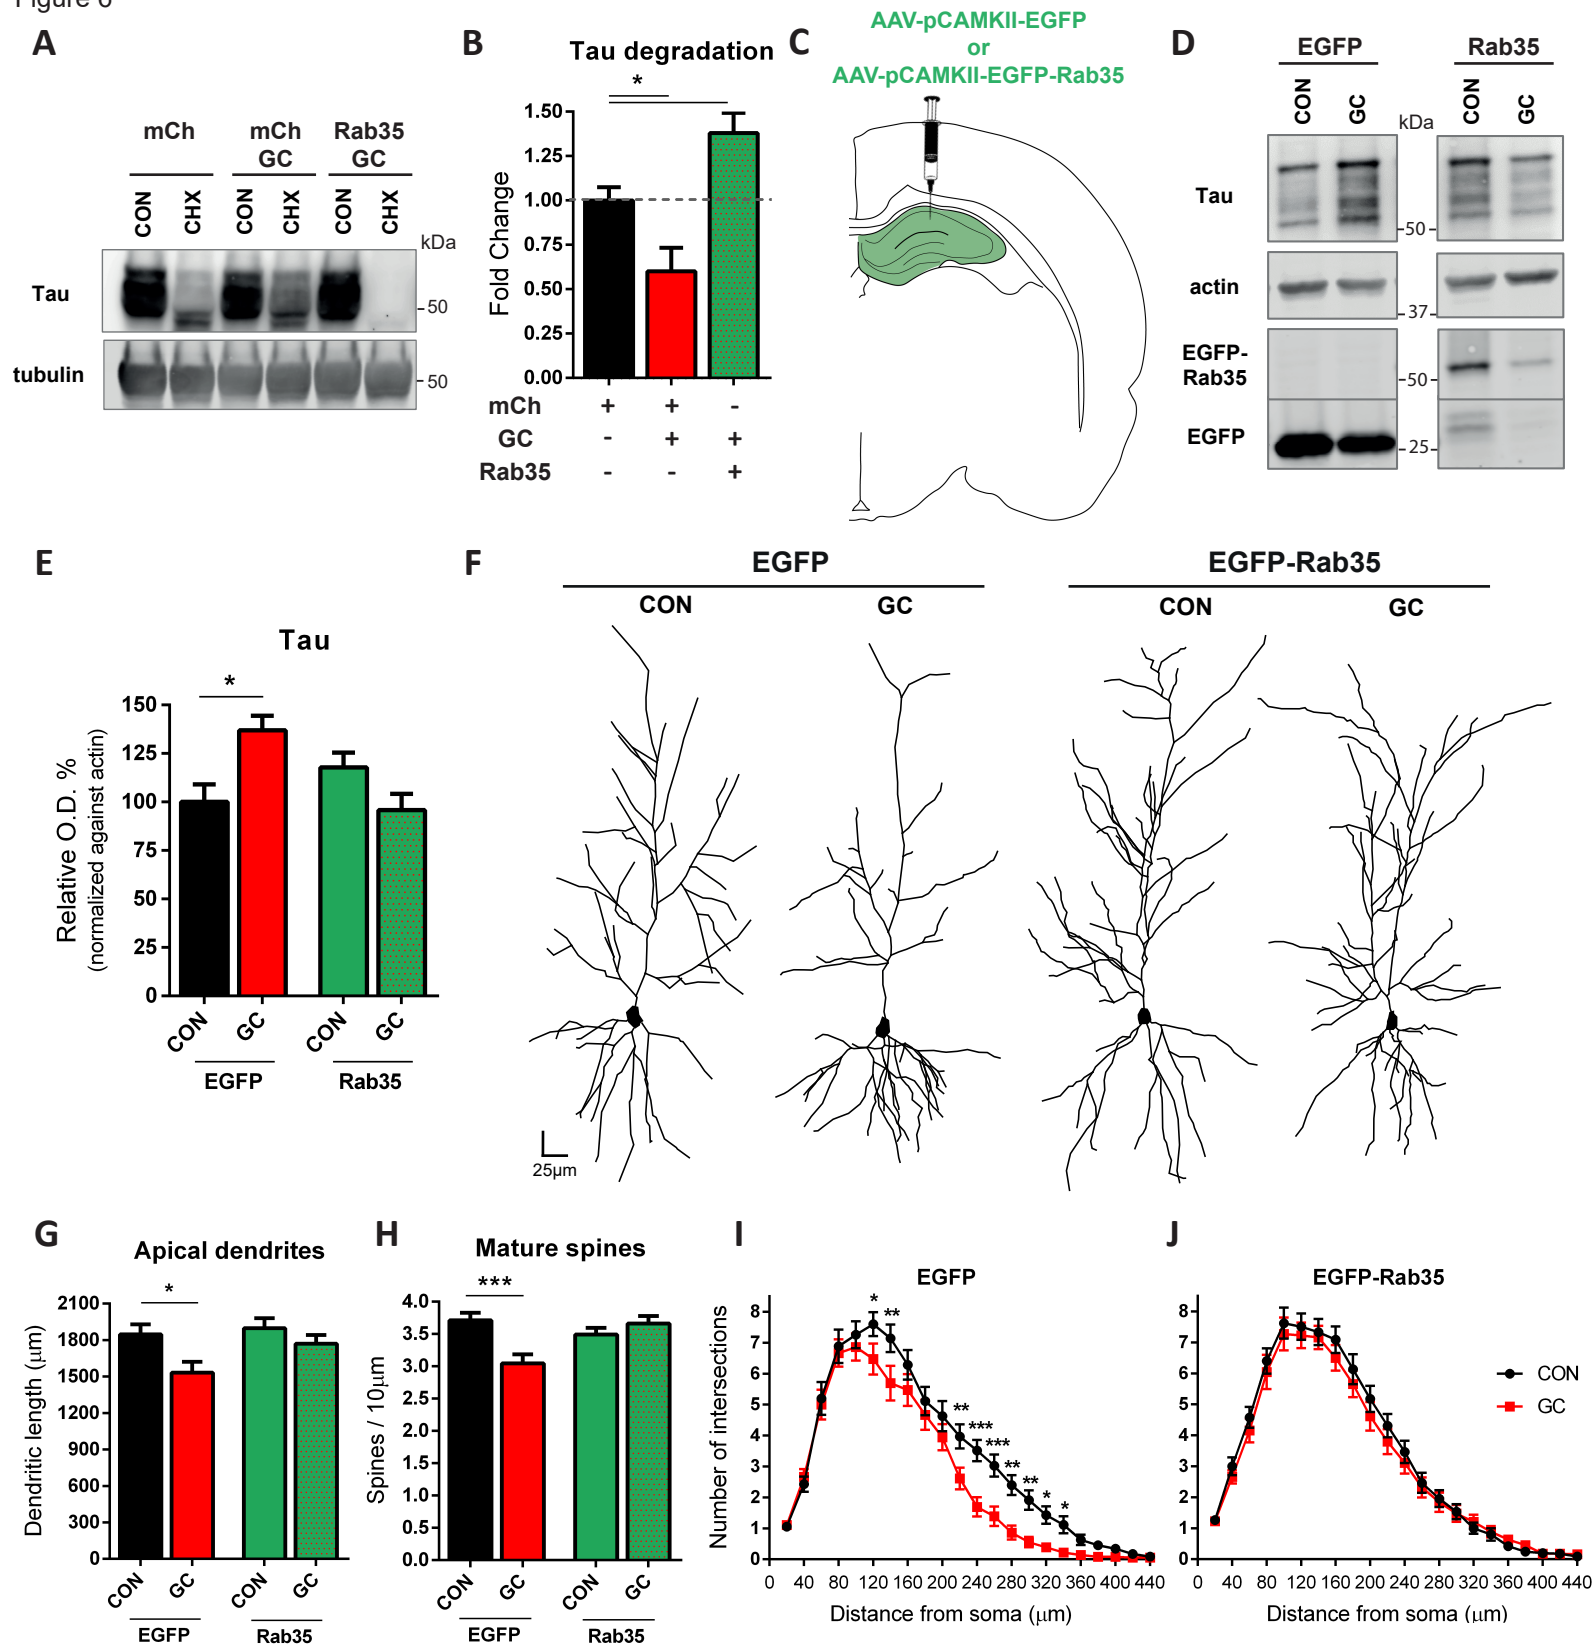 Figure 6
A
mCh
mCh
GC
Rab35
GC
CON
CHX
CON
CHX
CON
CHX
kDa
Tau
50
tubulin
50
B
Tau degradation
*
Fold Change
1.50
1.25
1.00
0.75
0.50
0.25
0.00
mCh + + -
GC - + +
Rab35 - - +
C
AAV-pCAMKII-EGFP
or
AAV-pCAMKII-EGFP-Rab35
D
EGFP
Rab35
CON
GC
kDa
CON
GC
Tau
50
actin
37
EGFP-
Rab35
50
EGFP
25
E
Tau
*
Relative O.D. %
(normalized against actin)
150
125
100
75
50
25
0
CON
GC
CON
GC
EGFP
Rab35
F
EGFP
EGFP-Rab35
CON
GC
CON
GC
25μm
G
Apical dendrites
*
Dendritic length (μm)
2100
1800
1500
1200
900
600
300
0
CON
GC
CON
GC
EGFP
Rab35
H
Mature spines
***
Spines / 10μm
4.0
3.5
3.0
2.5
2.0
1.5
1.0
0.5
0.0
CON
GC
CON
GC
EGFP
Rab35
I
EGFP
Number of intersections
8
7
6
5
4
3
2
1
0
* ** ** *** *** ** ** * *
0 40 80 120 160 200 240 280 320 360 400 440
Distance from soma (μm)
J
EGFP-Rab35
8
7
6
5
4
3
2
1
0
0 40 80 120 160 200 240 280 320 360 400 440
Distance from soma (μm)
CON
GC